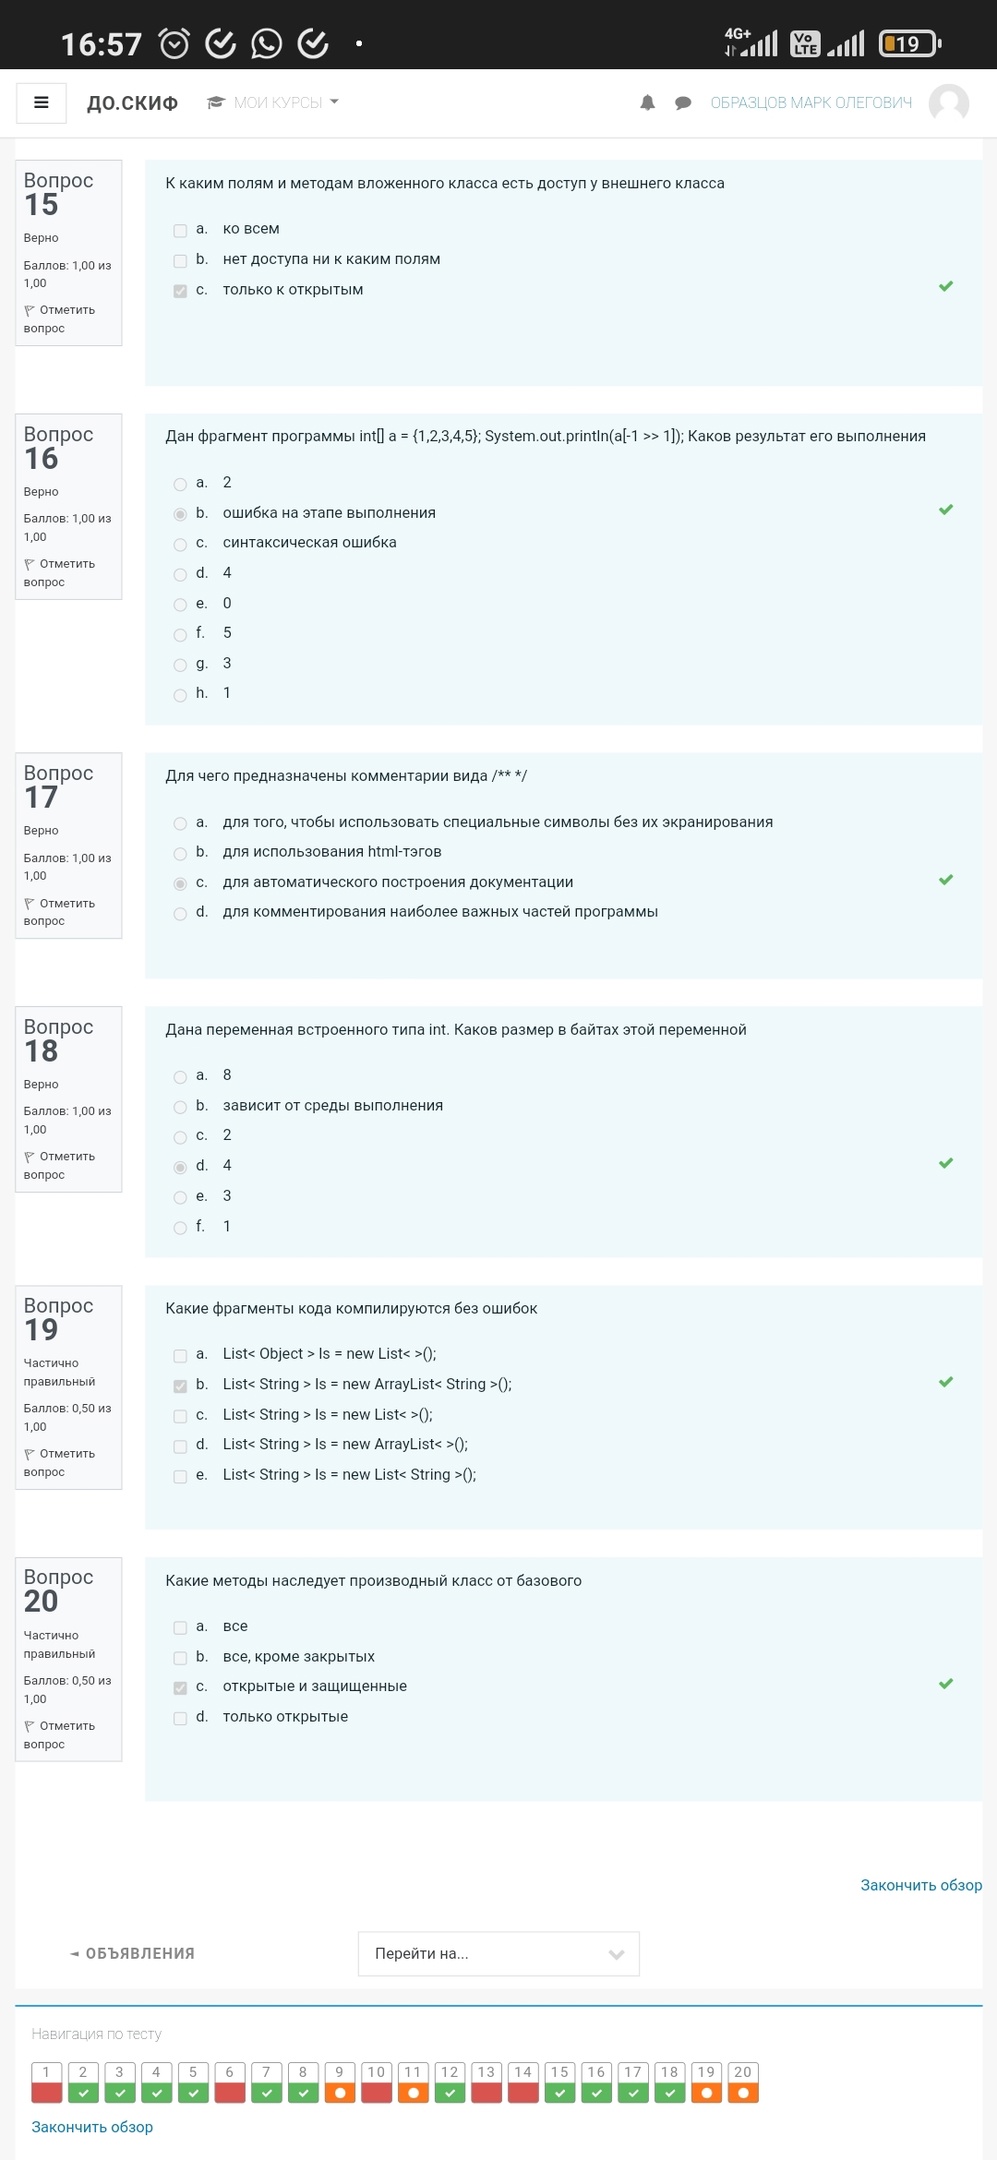 16:57
4G+
Vo LTE
19
ДО.СКИФ
МОИ КУРСЫ
ОБРАЗЦОВ МАРК ОЛЕГОВИЧ
Вопрос
15
Верно
Баллов: 1,00 из
1,00
Отметить
вопрос
К каким полям и методам вложенного класса есть доступ у внешнего класса
a. ко всем
b. нет доступа ни к каким полям
c. только к открытым
Вопрос
16
Верно
Баллов: 1,00 из
1,00
Отметить
вопрос
Дан фрагмент программы int[] a = {1,2,3,4,5}; System.out.println(a[-1 >> 1]); Каков результат его выполнения
a. 2
b. ошибка на этапе выполнения
c. синтаксическая ошибка
d. 4
e. 0
f. 5
g. 3
h. 1
Вопрос
17
Верно
Баллов: 1,00 из
1,00
Отметить
вопрос
Для чего предназначены комментарии вида /** */
a. для того, чтобы использовать специальные символы без их экранирования
b. для использования html-тэгов
c. для автоматического построения документации
d. для комментирования наиболее важных частей программы
Вопрос
18
Верно
Баллов: 1,00 из
1,00
Отметить
вопрос
Дана переменная встроенного типа int. Каков размер в байтах этой переменной
a. 8
b. зависит от среды выполнения
c. 2
d. 4
e. 3
f. 1
Вопрос
19
Частично
правильный
Баллов: 0,50 из
1,00
Отметить
вопрос
Какие фрагменты кода компилируются без ошибок
a. List< Object > ls = new List< >();
b. List< String > ls = new ArrayList< String >();
c. List< String > ls = new List< >();
d. List< String > ls = new ArrayList< >();
e. List< String > ls = new List< String >();
Вопрос
20
Частично
правильный
Баллов: 0,50 из
1,00
Отметить
вопрос
Какие методы наследует производный класс от базового
a. все
b. все, кроме закрытых
c. открытые и защищенные
d. только открытые
Закончить обзор
◄ ОБЪЯВЛЕНИЯ
Перейти на...
Навигация по тесту
1 2 3 4 5 6 7 8 9 10 11 12 13 14 15 16 17 18 19 20
Закончить обзор